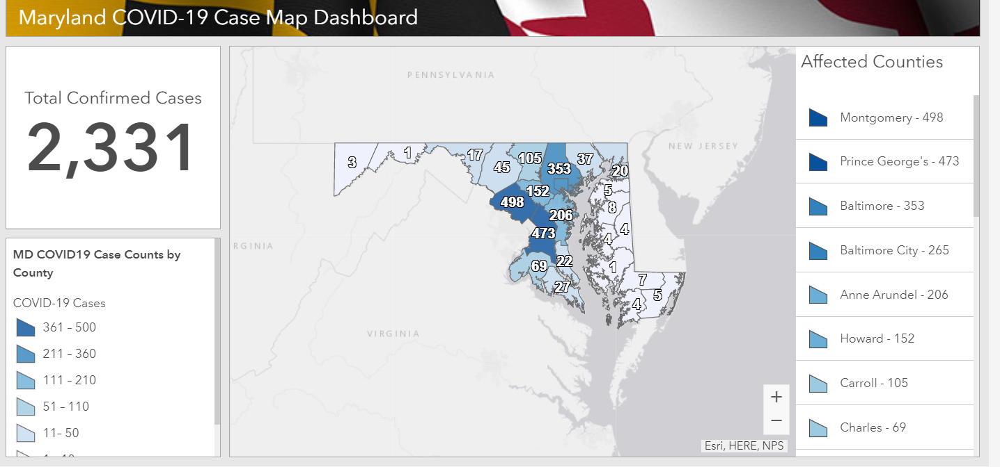 Maryland COVID-19 Case Map Dashboard
Total Confirmed Cases
2,331
MD COVID19 Case Counts by
County
COVID-19 Cases
361 – 500
211 – 360
111 – 210
51 – 110
11– 50
PENNSYLVANIA
NEW JERSEY
RGINIA
VIRGINIA
3
1
17
45
105
353
37
20
152
5
498
8
206
473
4
4
69
22
1
27
7
5
4
+
−
Esri, HERE, NPS
Affected Counties
Montgomery - 498
Prince George's - 473
Baltimore - 353
Baltimore City - 265
Anne Arundel - 206
Howard - 152
Carroll - 105
Charles - 69